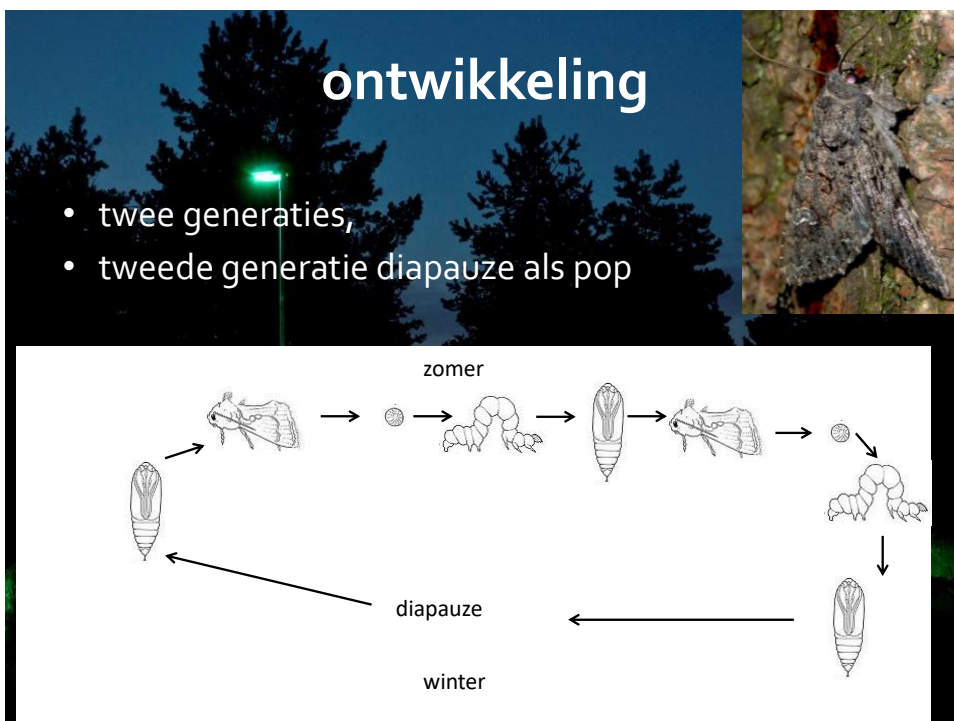 ontwikkeling
• twee generaties,
• tweede generatie diapauze als pop
zomer
diapauze
winter